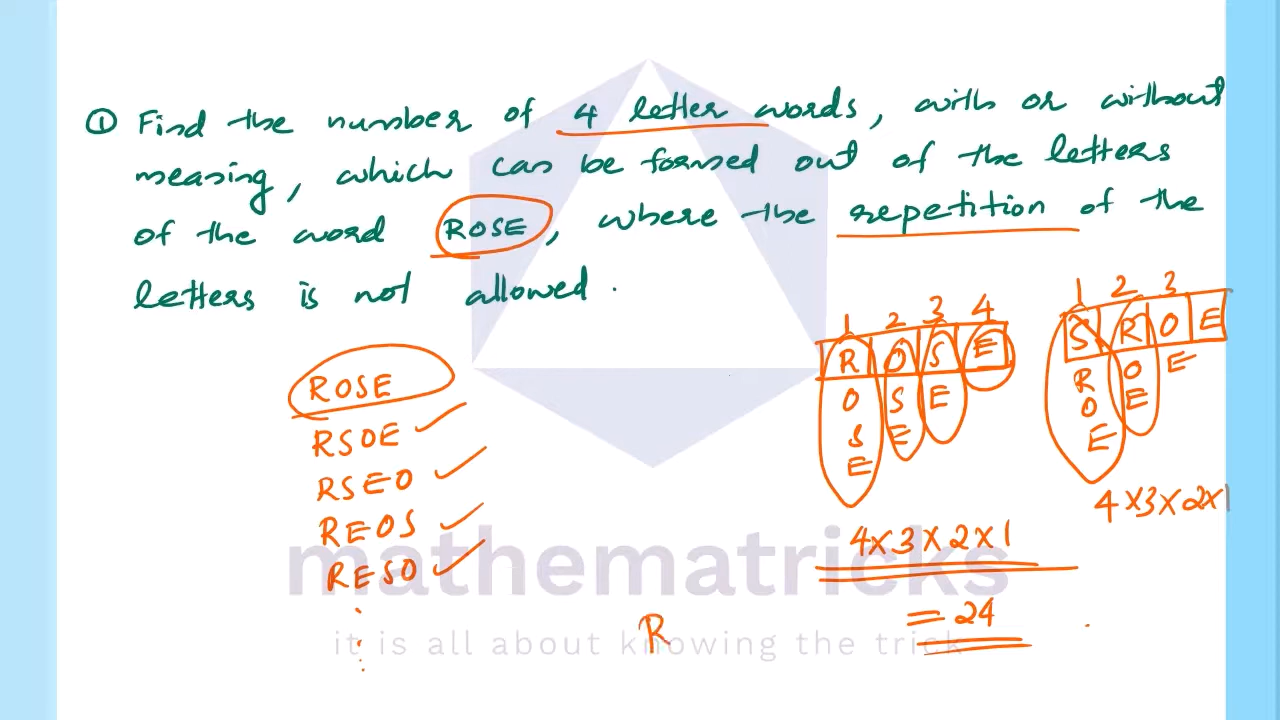 ① Find the number of 4 letter words, with or without
meaning, which can be formed out of the letters
of the word ROSE, where the repetition of the
letters is not allowed.
ROSE
RSOE
RSEO
REOS
RESO
1 2 3 4
R O S E
O S E
S E
E
4×3×2×1
= 24
1 2 3
S R O E
R O E
O E
E
4×3×2×1
R
mathematricks
it is all about knowing the trick